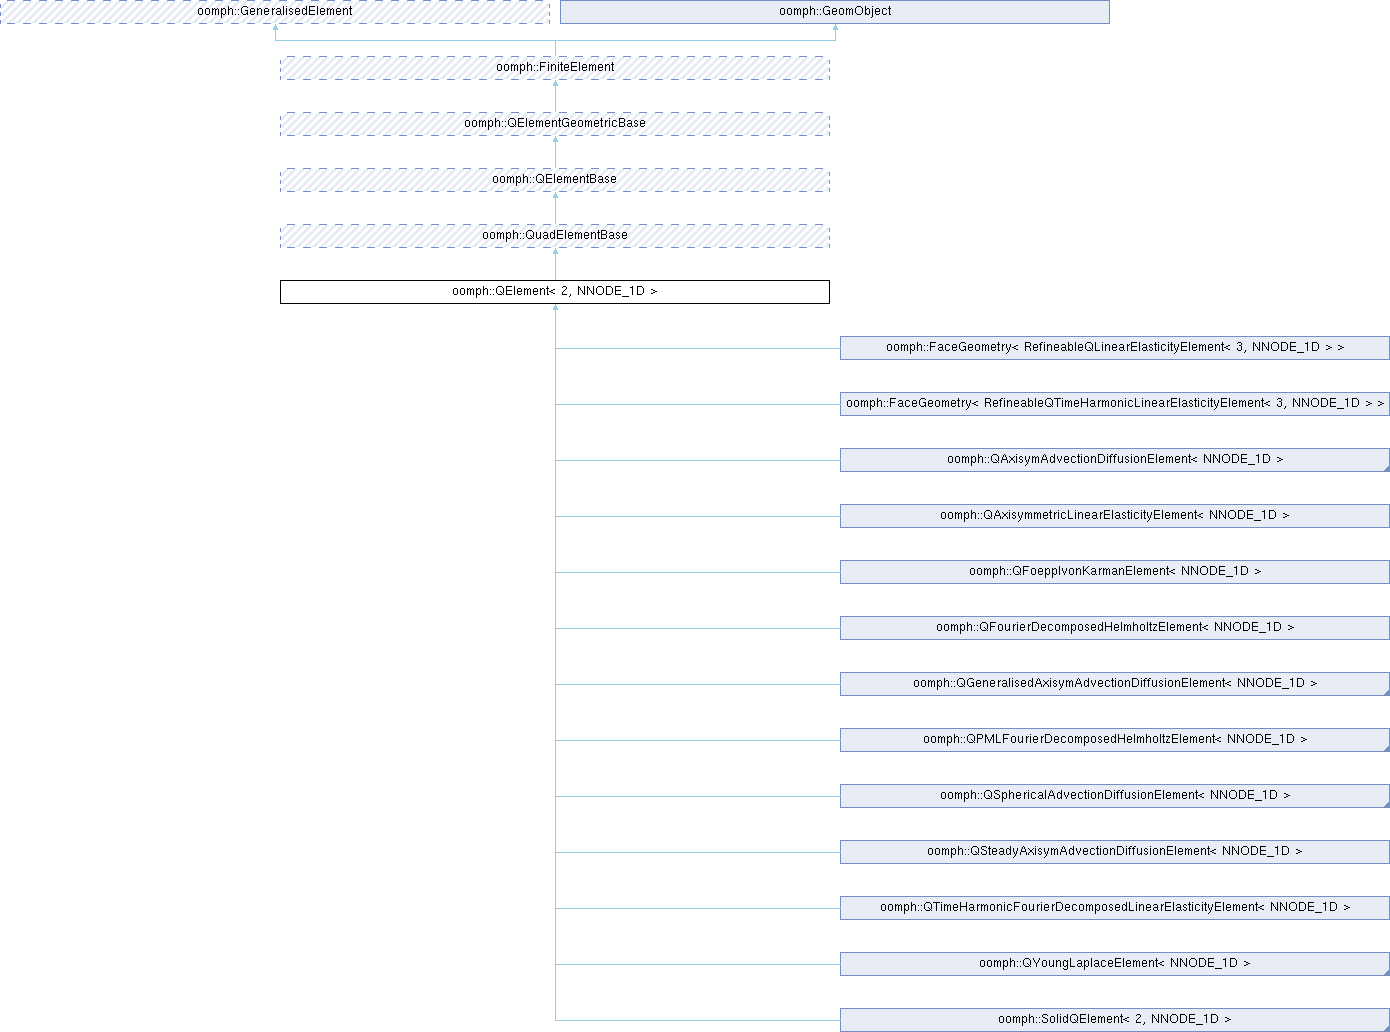 oomph::GeneralisedElement
oomph::GeomObject
oomph::FiniteElement
oomph::QElementGeometricBase
oomph::QElementBase
oomph::QuadElementBase
oomph::QElement< 2, NNODE_1D >
oomph::FaceGeometry< RefineableQLinearElasticityElement< 3, NNODE_1D > >
oomph::FaceGeometry< RefineableQTimeHarmonicLinearElasticityElement< 3, NNODE_1D > >
oomph::QAxisymAdvectionDiffusionElement< NNODE_1D >
oomph::QAxisymmetricLinearElasticityElement< NNODE_1D >
oomph::QFoepplvonKarmanElement< NNODE_1D >
oomph::QFourierDecomposedHelmholtzElement< NNODE_1D >
oomph::QGeneralisedAxisymAdvectionDiffusionElement< NNODE_1D >
oomph::QPMLFourierDecomposedHelmholtzElement< NNODE_1D >
oomph::QSphericalAdvectionDiffusionElement< NNODE_1D >
oomph::QSteadyAxisymAdvectionDiffusionElement< NNODE_1D >
oomph::QTimeHarmonicFourierDecomposedLinearElasticityElement< NNODE_1D >
oomph::QYoungLaplaceElement< NNODE_1D >
oomph::SolidQElement< 2, NNODE_1D >